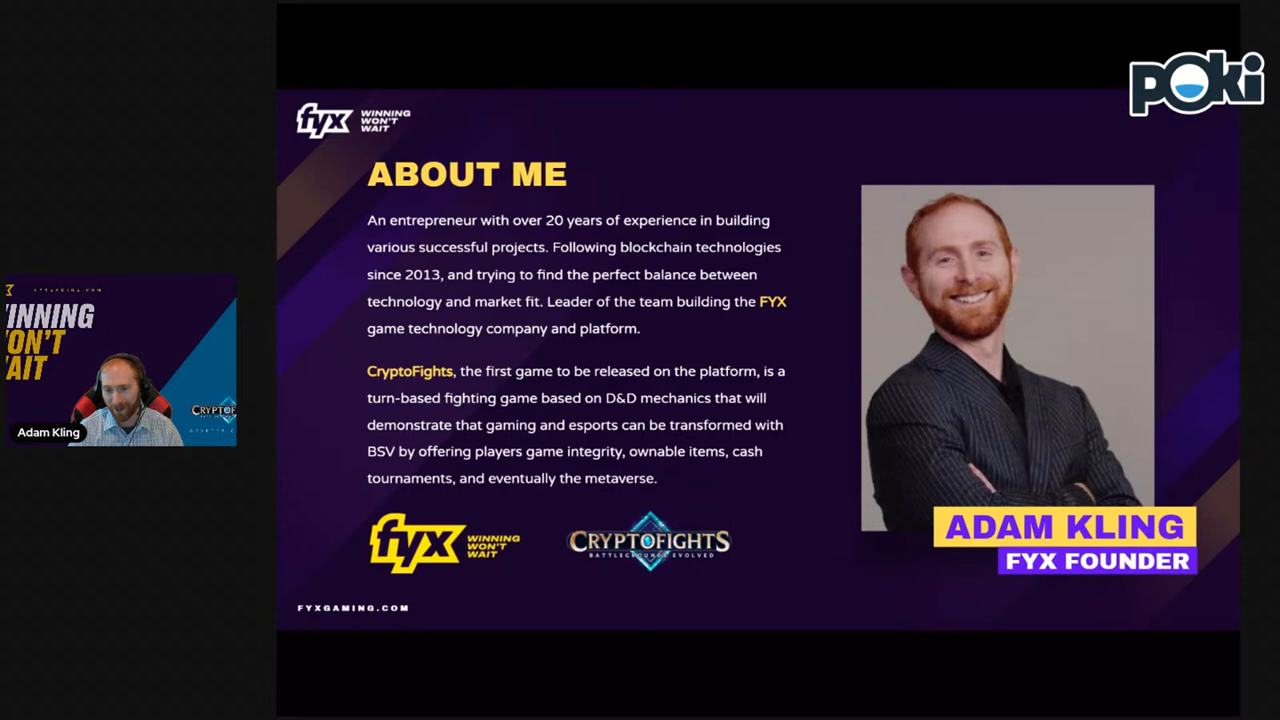 POKi
fyx WINNING
WON'T
WAIT
ABOUT ME
An entrepreneur with over 20 years of experience in building
various successful projects. Following blockchain technologies
since 2013, and trying to find the perfect balance between
technology and market fit. Leader of the team building the FYX
game technology company and platform.
CryptoFights, the first game to be released on the platform, is a
turn-based fighting game based on D&D mechanics that will
demonstrate that gaming and esports can be transformed with
BSV by offering players game integrity, ownable items, cash
tournaments, and eventually the metaverse.
fyx WINNING
WON'T
WAIT
CRYPTOFIGHTS
BATTLEGROUNDS EVOLVED
ADAM KLING
FYX FOUNDER
FYXGAMING.COM
INNING
ON'T
AIT
CRYPTOF
Adam Kling